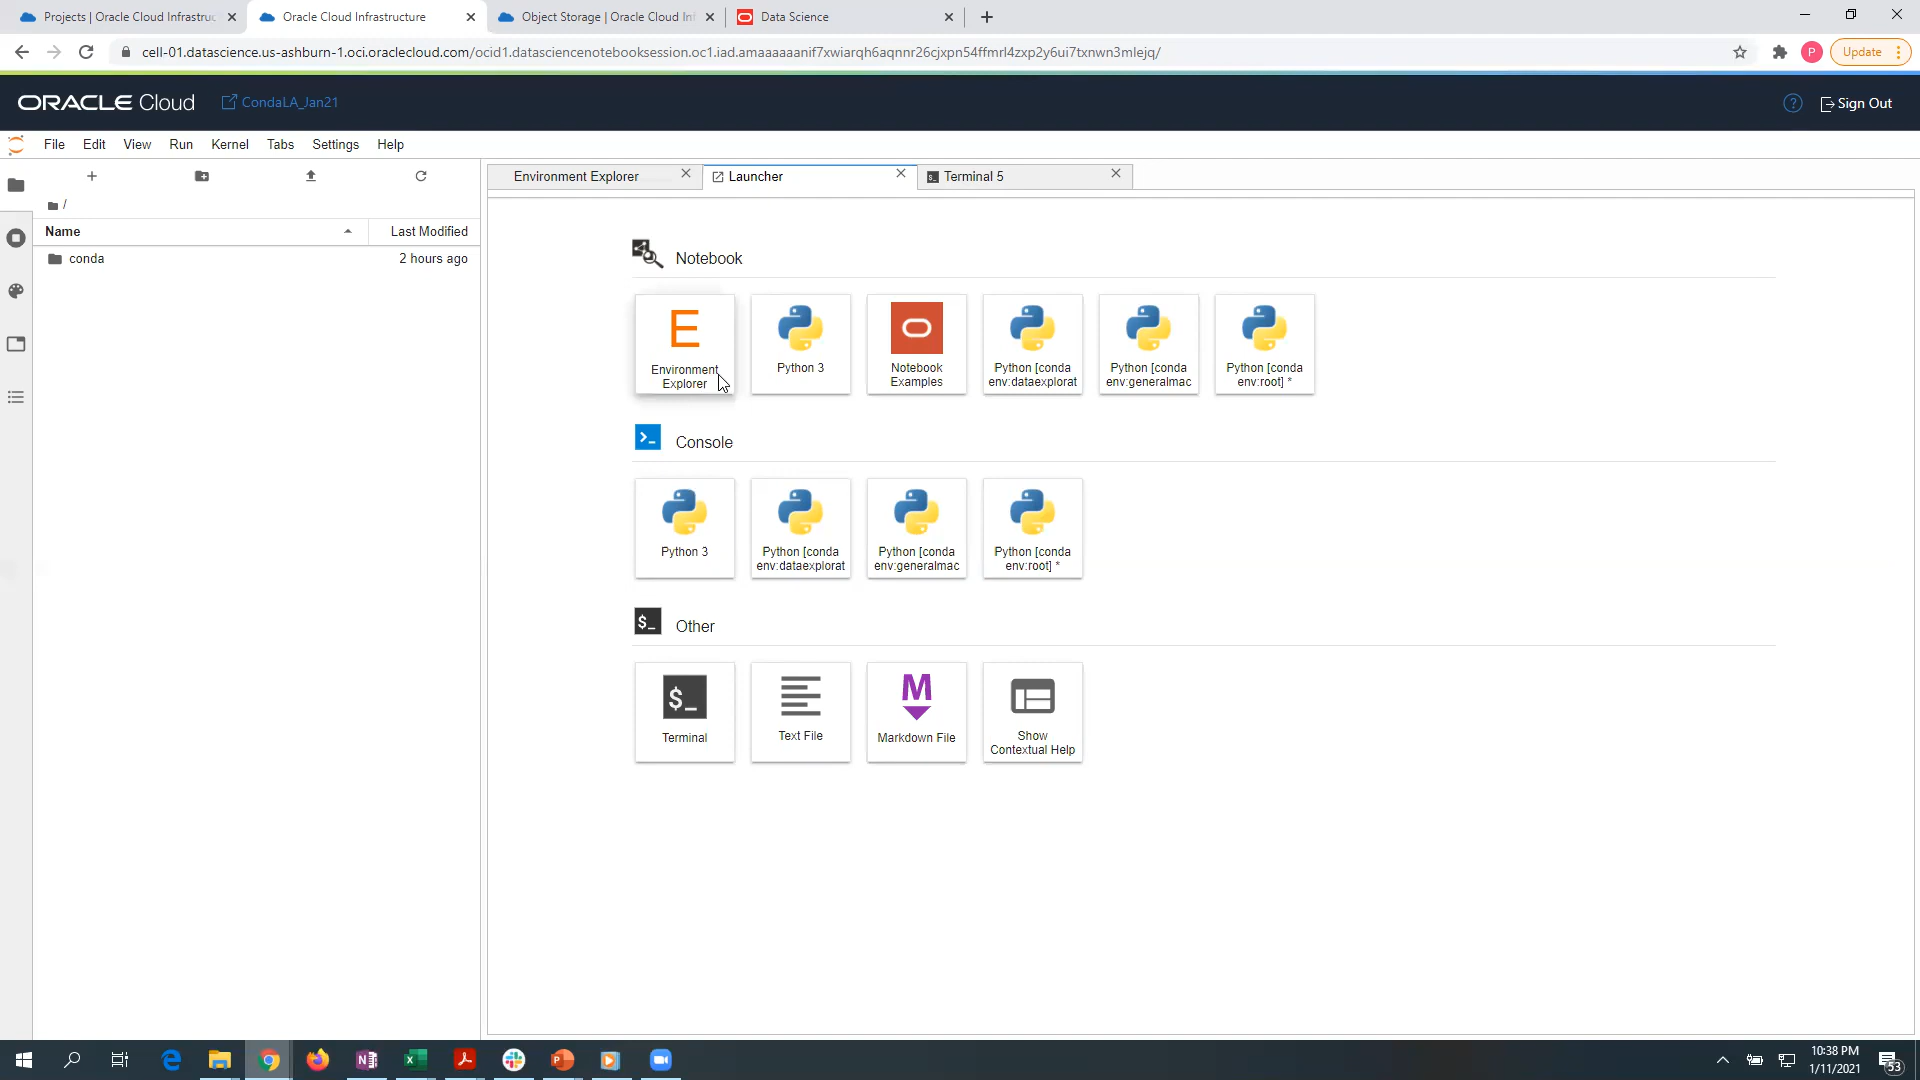 Projects | Oracle Cloud Infrastruc
Oracle Cloud Infrastructure
Object Storage | Oracle Cloud Inf
Data Science
cell-01.datascience.us-ashburn-1.oci.oraclecloud.com/ocid1.datasciencenotebooksession.oc1.iad.amaaaaaanif7xwiarqh6aqnnr26cjxpn54ffmrl4zxp2y6ui7txnwn3mlejq/
P
Update
ORACLE Cloud
CondaLA_Jan21
?
Sign Out
File Edit View Run Kernel Tabs Settings Help
Environment Explorer
Launcher
Terminal 5
/
Name
Last Modified
conda
2 hours ago
Notebook
E
Environment
Explorer
Python 3
Notebook
Examples
Python [conda
env:dataexplorat
Python [conda
env:generalmac
Python [conda
env:root] *
Console
Python 3
Python [conda
env:dataexplorat
Python [conda
env:generalmac
Python [conda
env:root] *
$_
Other
$_
Terminal
Text File
M
Markdown File
Show
Contextual Help
10:38 PM
1/11/2021
53